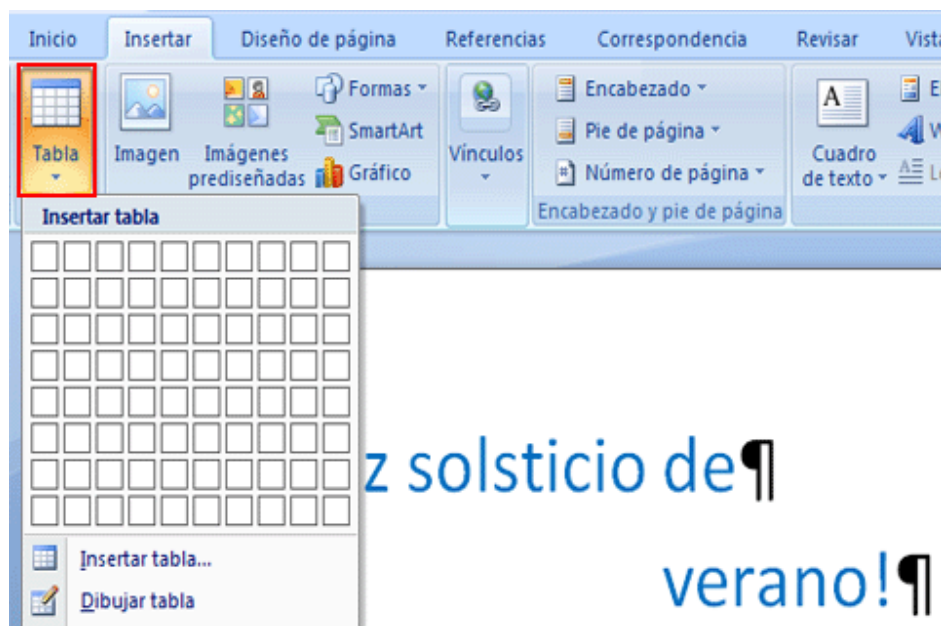 Inicio Insertar Diseño de página Referencias Correspondencia Revisar Vista
Tabla
Imagen
Imágenes
prediseñadas
Formas
SmartArt
Gráfico
Vínculos
Encabezado
Pie de página
Número de página
Encabezado y pie de página
A
Cuadro
de texto
Insertar tabla
Insertar tabla...
Dibujar tabla
z solsticio de¶
verano!¶